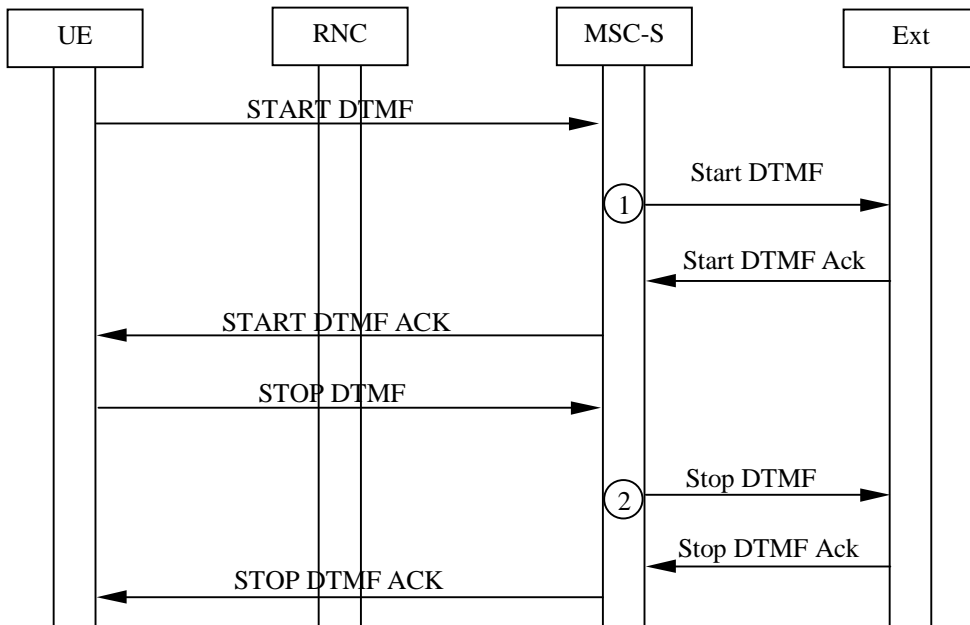 UE
RNC
MSC-S
Ext
START DTMF
Start DTMF
1
Start DTMF Ack
START DTMF ACK
STOP DTMF
Stop DTMF
2
Stop DTMF Ack
STOP DTMF ACK